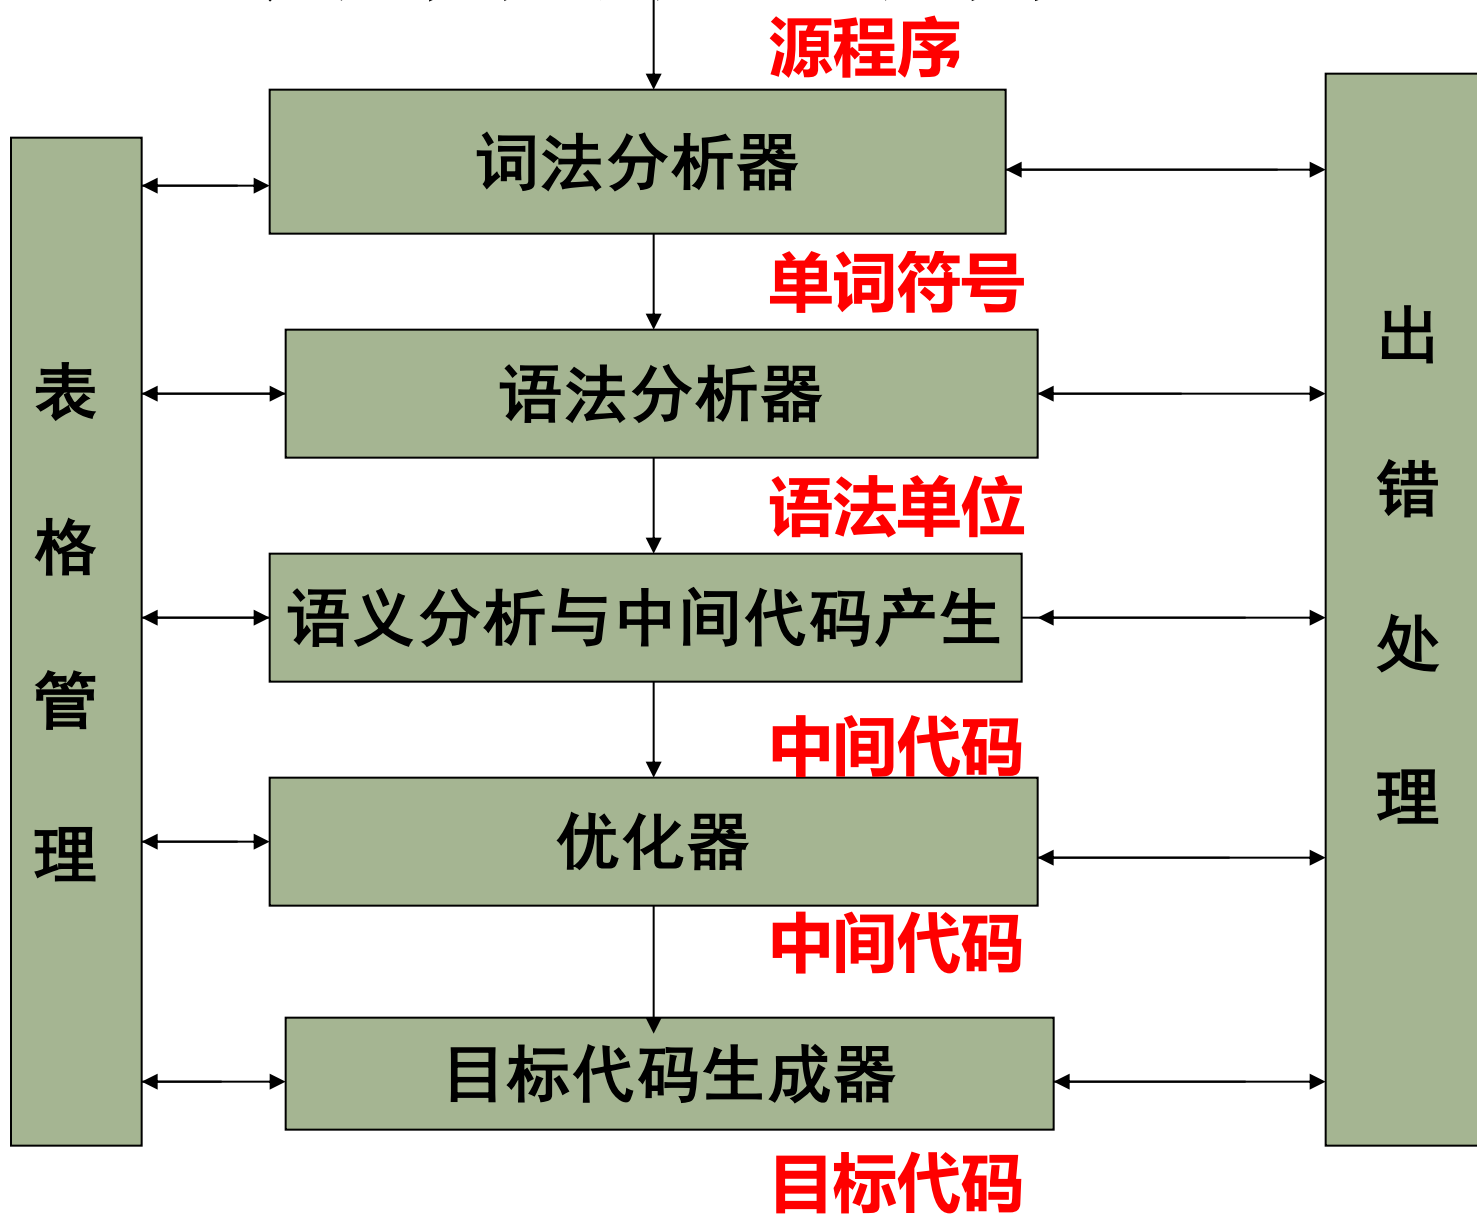 源程序
词法分析器
单词符号
语法分析器
语法单位
语义分析与中间代码产生
中间代码
优化器
中间代码
目标代码生成器
目标代码
表
格
管
理
出
错
处
理